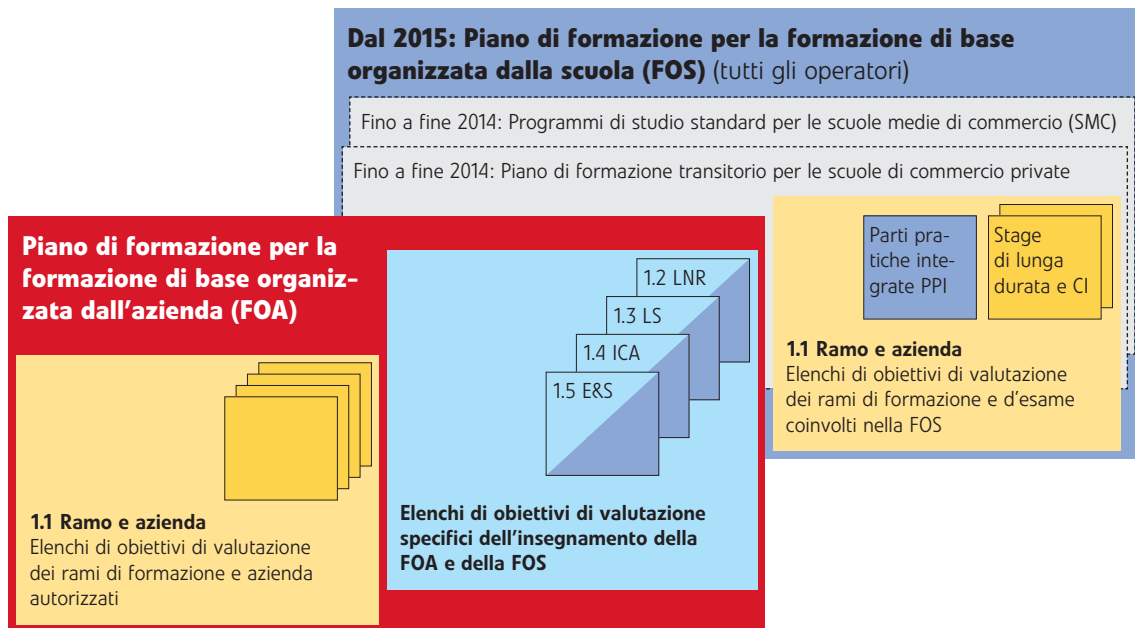 Dal 2015: Piano di formazione per la formazione di base
organizzata dalla scuola (FOS) (tutti gli operatori)
Fino a fine 2014: Programmi di studio standard per le scuole medie di commercio (SMC)
Fino a fine 2014: Piano di formazione transitorio per le scuole di commercio private
Piano di formazione per la
formazione di base organiz-
zata dall'azienda (FOA)
1.1 Ramo e azienda
Elenchi di obiettivi di valutazione
dei rami di formazione e azienda
autorizzati
1.2 LNR
1.3 LS
1.4 ICA
1.5 E&S
Elenchi di obiettivi di valutazione
specifici dell'insegnamento della
FOA e della FOS
Parti pra-
tiche inte-
grate PPI
Stage
di lunga
durata e CI
1.1 Ramo e azienda
Elenchi di obiettivi di valutazione
dei rami di formazione e d'esame
coinvolti nella FOS